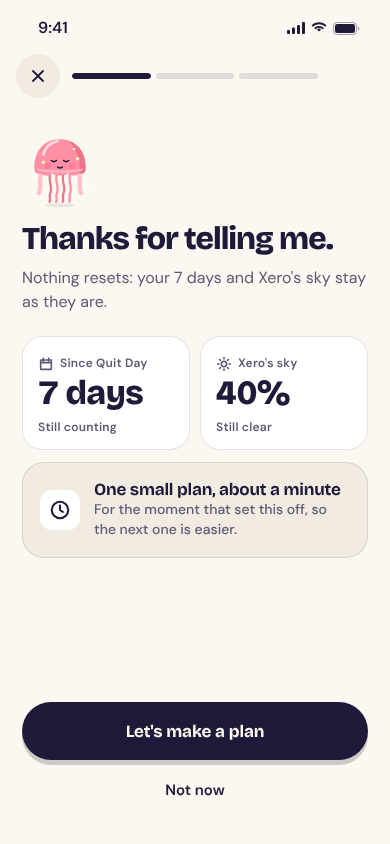 9:41
Thanks for telling me.
Nothing resets: your 7 days and Xero's sky stay
as they are.
Since Quit Day
7 days
Still counting
Xero's sky
40%
Still clear
One small plan, about a minute
For the moment that set this off, so
the next one is easier.
Let's make a plan
Not now